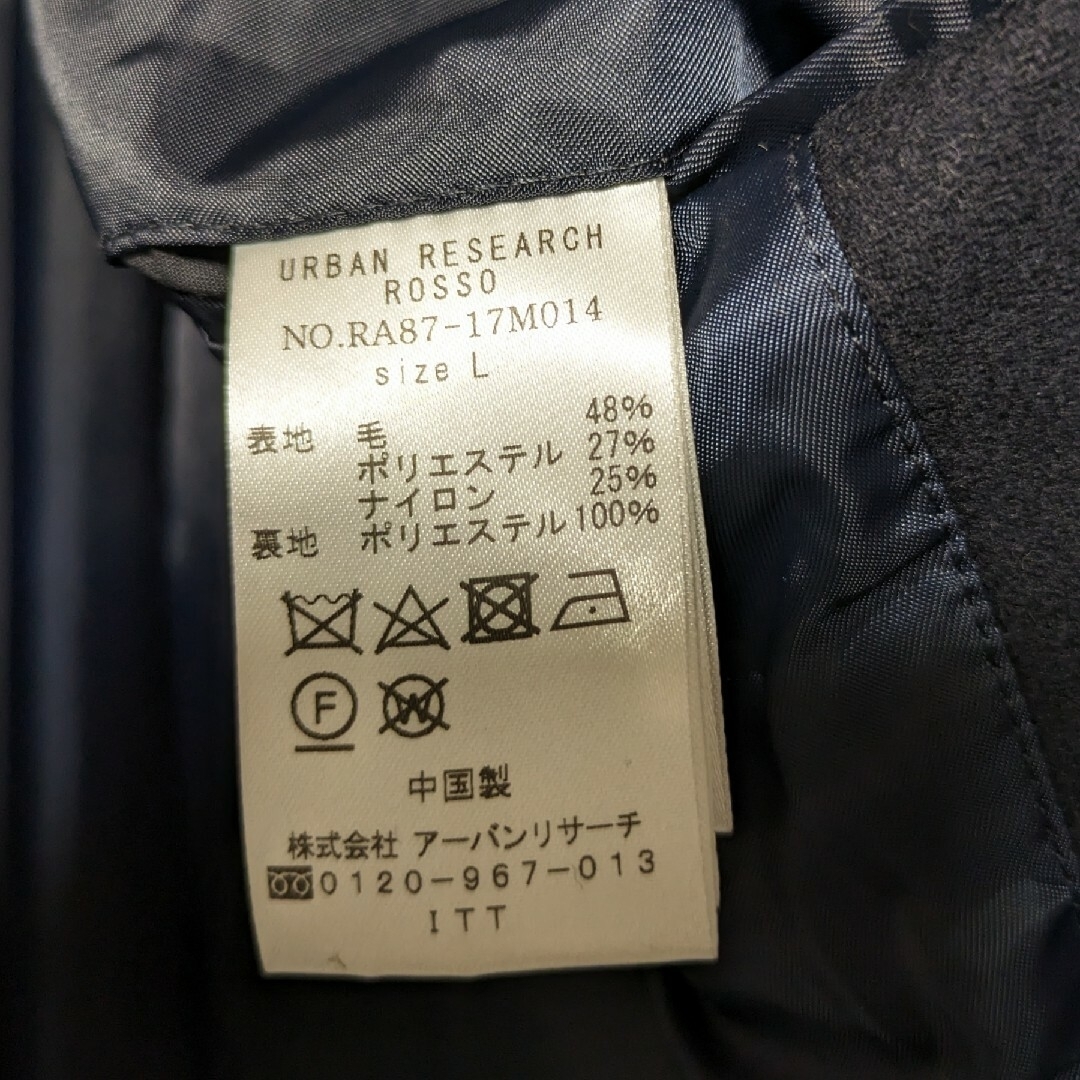 URBAN RESEARCH
ROSSO
NO.RA87-17M014
size L
表地 毛 48%
ポリエステル 27%
ナイロン 25%
裏地 ポリエステル 100%
F W
中国製
株式会社 アーバンリサーチ
0120-967-013
ITT